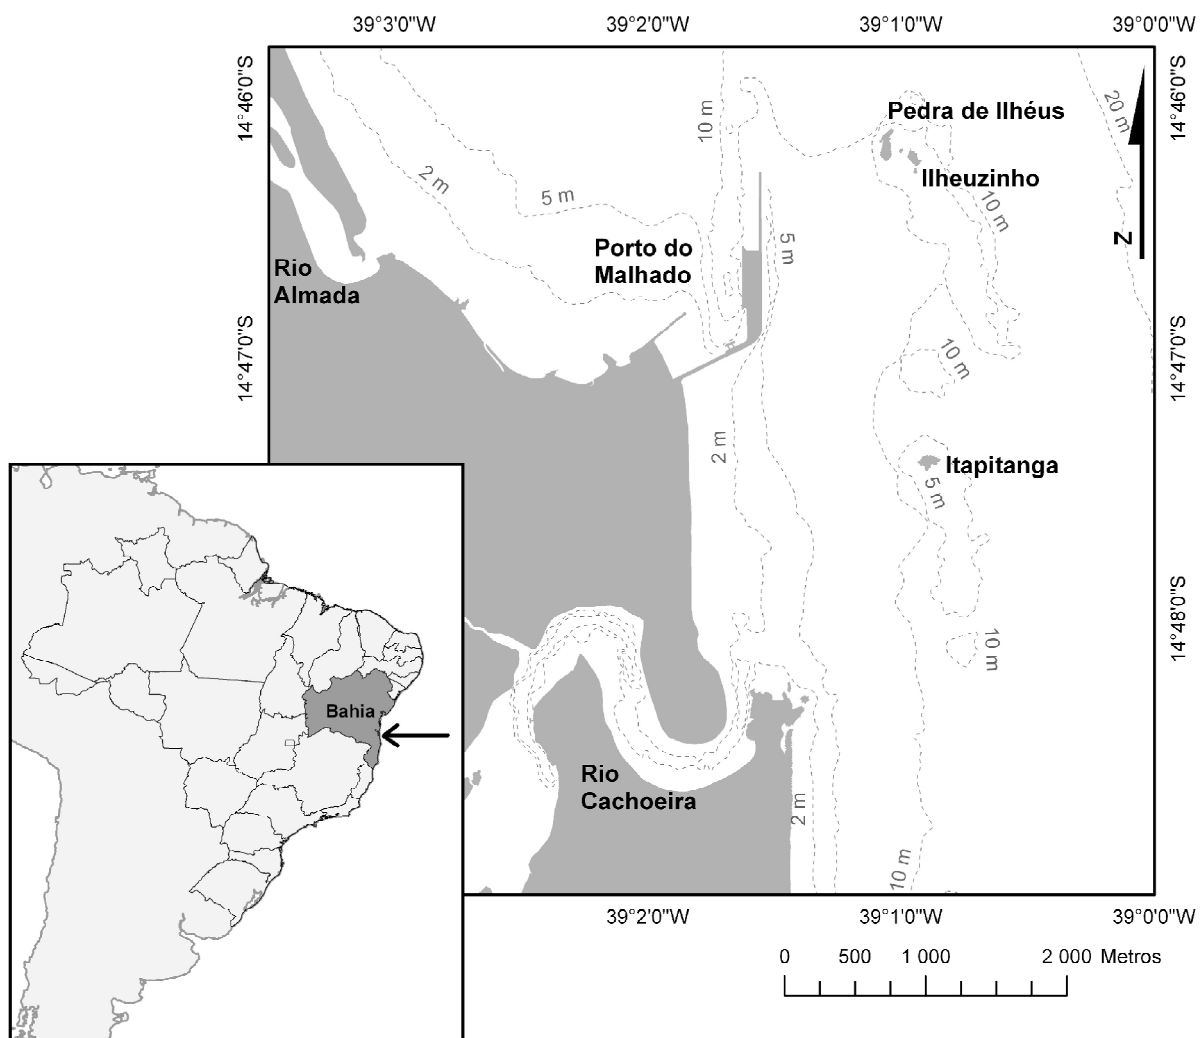 39°3'0"W
39°2'0"W
39°1'0"W
39°0'0"W
14°46'0"S
14°46'0"S
10 m
Pedra de Ilhéus
20 m
2 m
5 m
Ilheuzinho
10 m
Z
Porto do
Malhado
5 m
Rio
Almada
14°47'0"S
14°47'0"S
10 m
2 m
Itapitanga
5 m
14°48'0"S
10 m
Bahia
Rio
Cachoeira
2 m
10 m
39°2'0"W
39°1'0"W
39°0'0"W
0 500 1 000 2 000 Metros